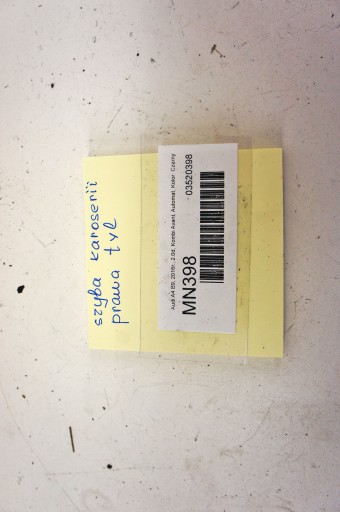 szyba karoserii
prawa tył
Audi A4 B9, 2016r., 2.0d, Kombi Avant, Automat, Kolor: Czarny
MN398
03520398